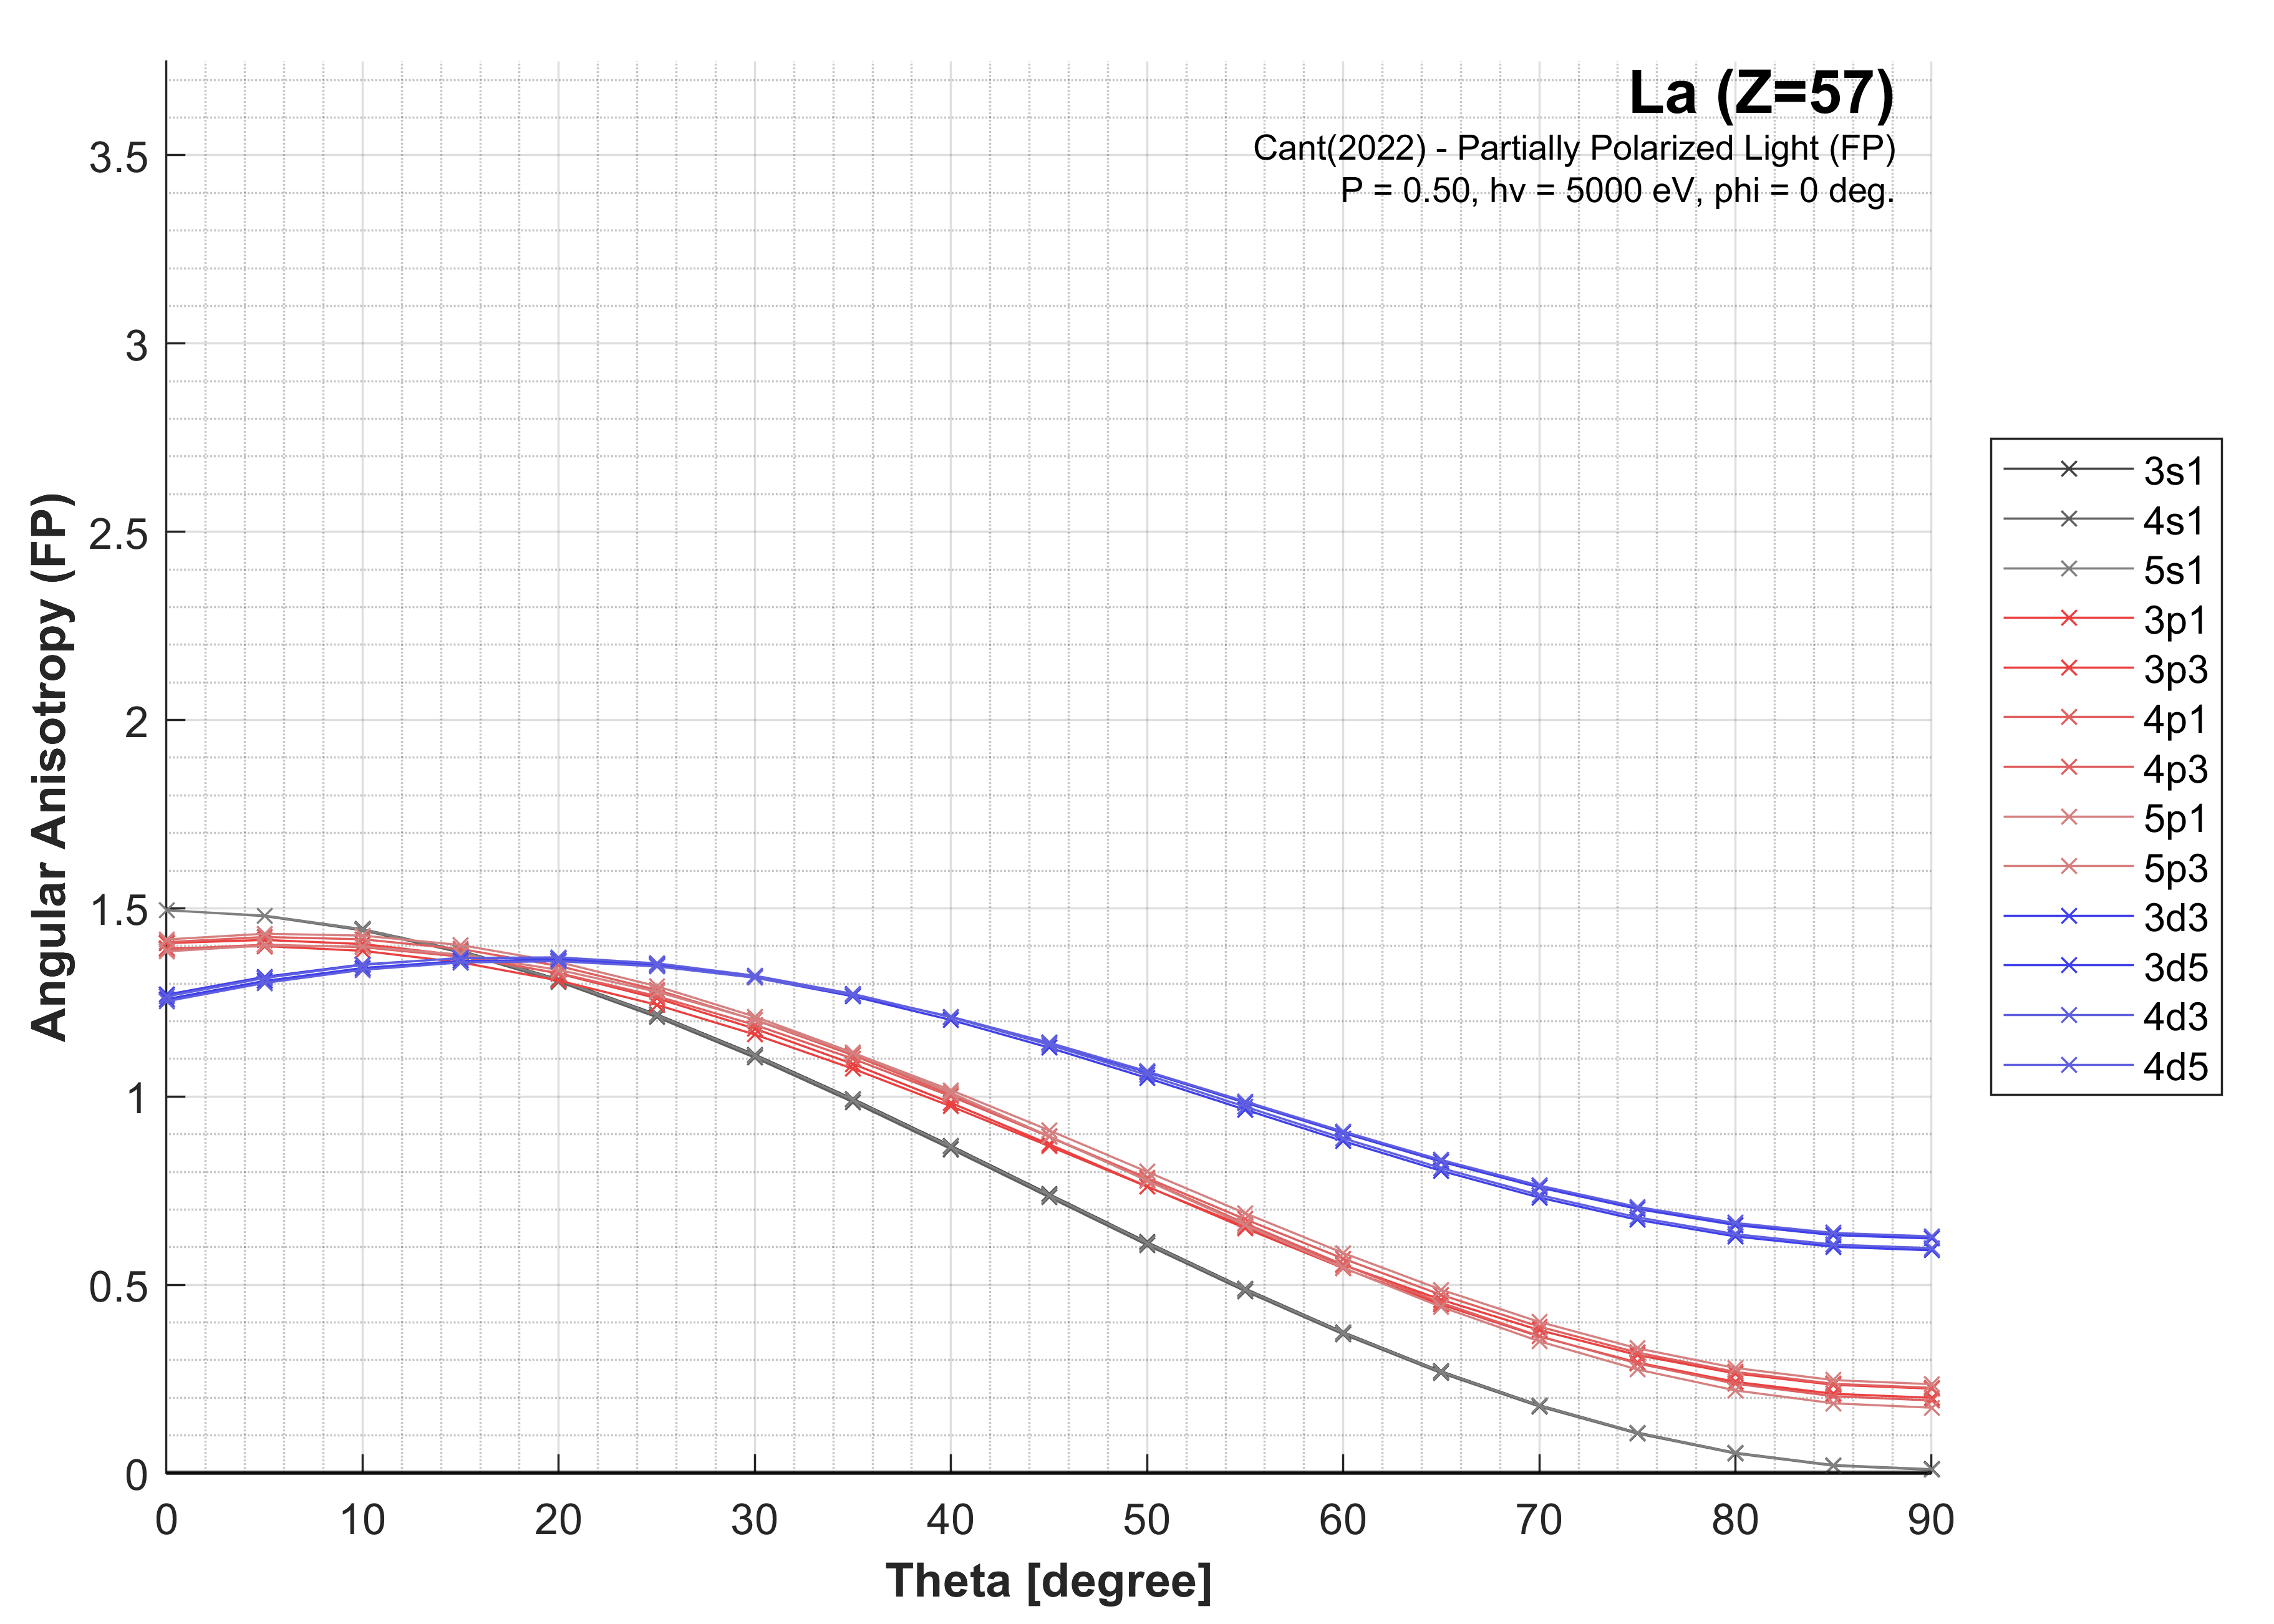 La (Z=57)
Cant(2022) - Partially Polarized Light (FP)
P = 0.50, hv = 5000 eV, phi = 0 deg.
Angular Anisotropy (FP)
3.5
3
2.5
2
1.5
1
0.5
0
0 10 20 30 40 50 60 70 80 90
Theta [degree]
3s1
4s1
5s1
3p1
3p3
4p1
4p3
5p1
5p3
3d3
3d5
4d3
4d5